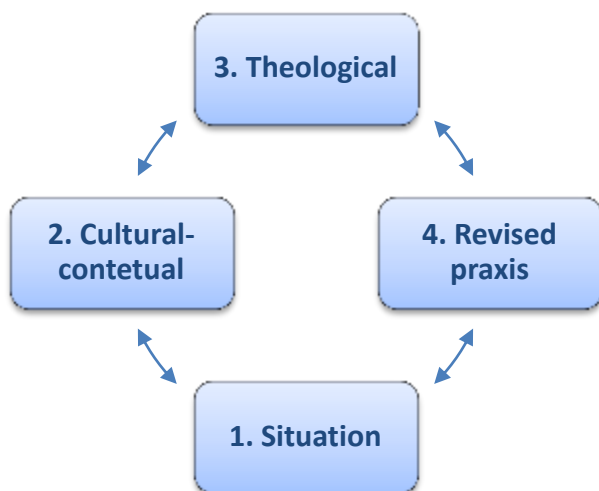 3. Theological
2. Cultural-
contetual
4. Revised
praxis
1. Situation